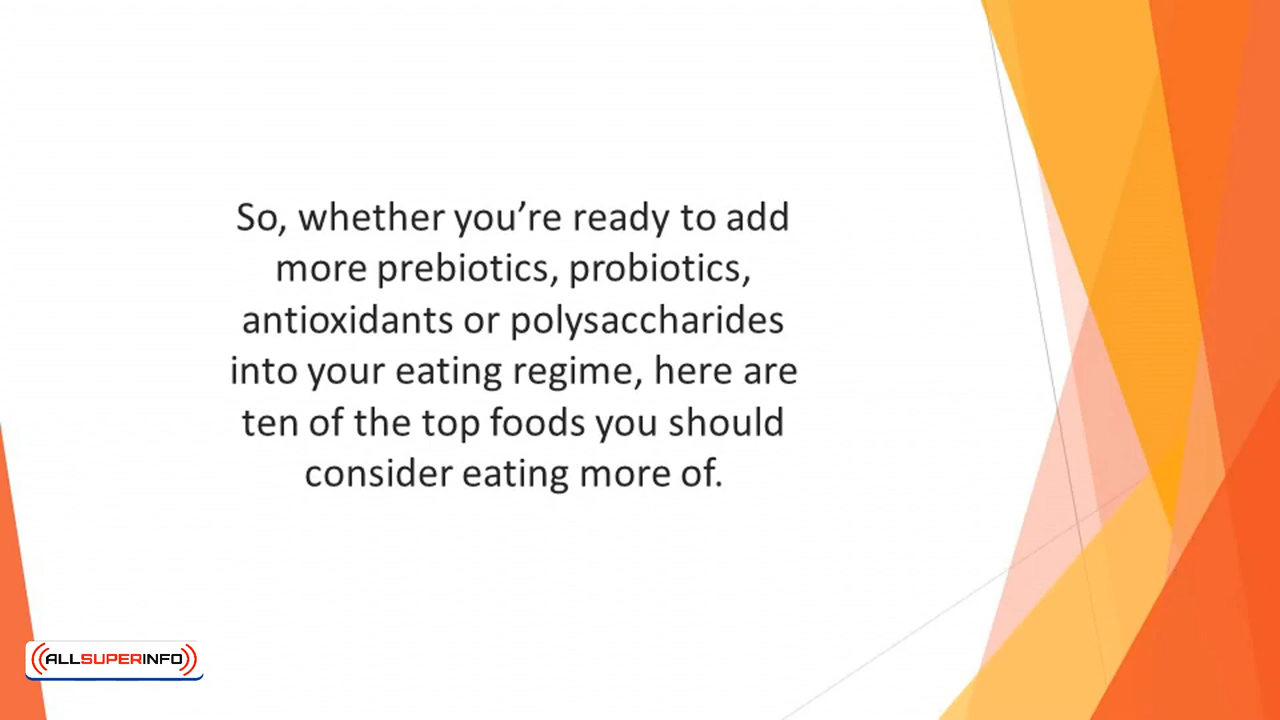 So, whether you’re ready to add
more prebiotics, probiotics,
antioxidants or polysaccharides
into your eating regime, here are
ten of the top foods you should
consider eating more of.
ALLSUPERINFO